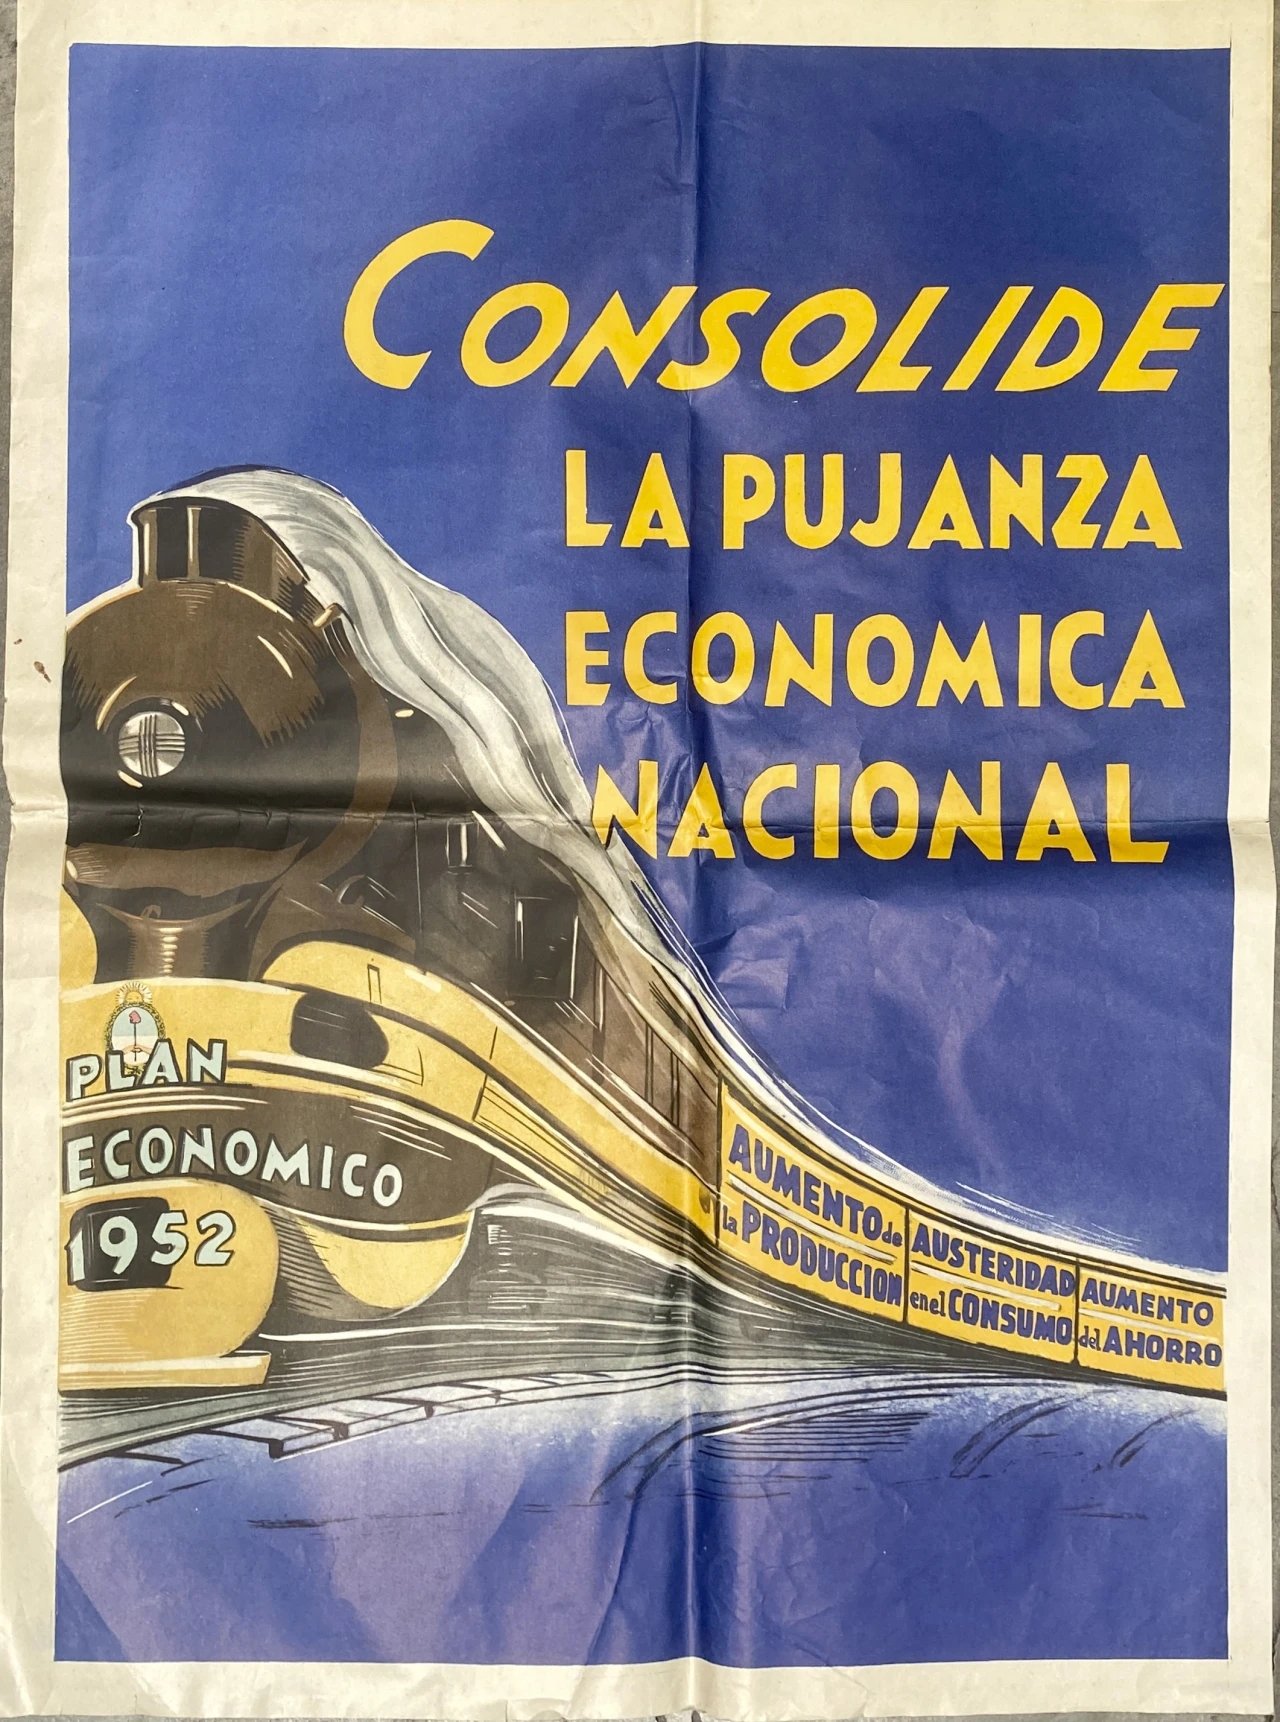 CONSOLIDE
LA PUJANZA
ECONOMICA
NACIONAL
PLAN
ECONOMICO
1952
AUMENTO de
la PRODUCCION
AUSTERIDAD
en el CONSUMO
AUMENTO
del AHORRO